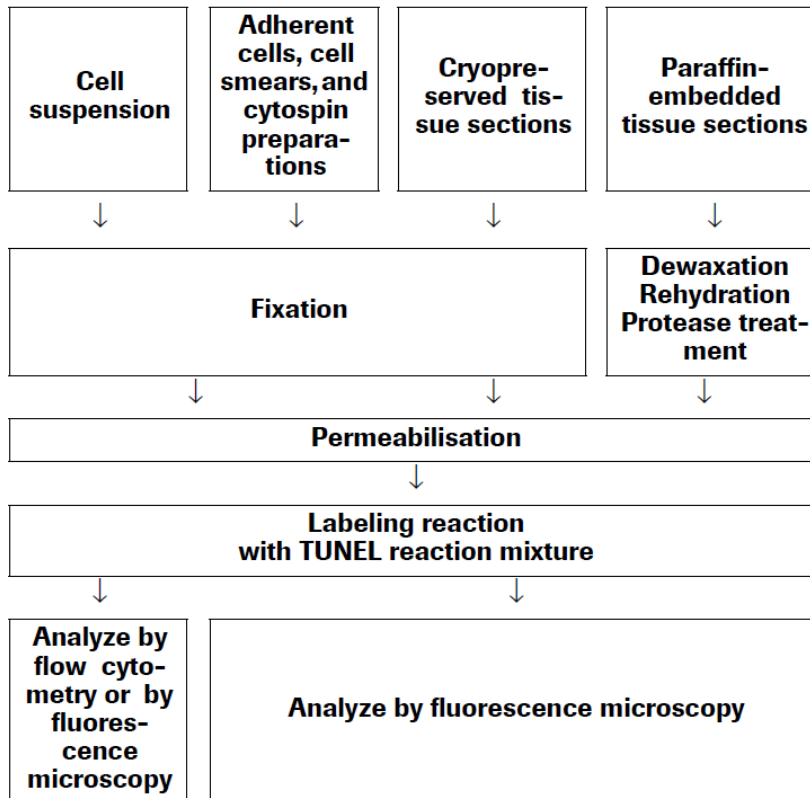 Cell
suspension
Adherent
cells, cell
smears, and
cytospin
prepara-
tions
Cryopre-
served tis-
sue sections
Paraffin-
embedded
tissue sections
↓ ↓ ↓ ↓
Fixation
Dewaxation
Rehydration
Protease treat-
ment
↓ ↓ ↓
Permeabilisation
↓
Labeling reaction
with TUNEL reaction mixture
↓ ↓
Analyze by
flow cyto-
metry or by
fluores-
cence
microscopy
Analyze by fluorescence microscopy